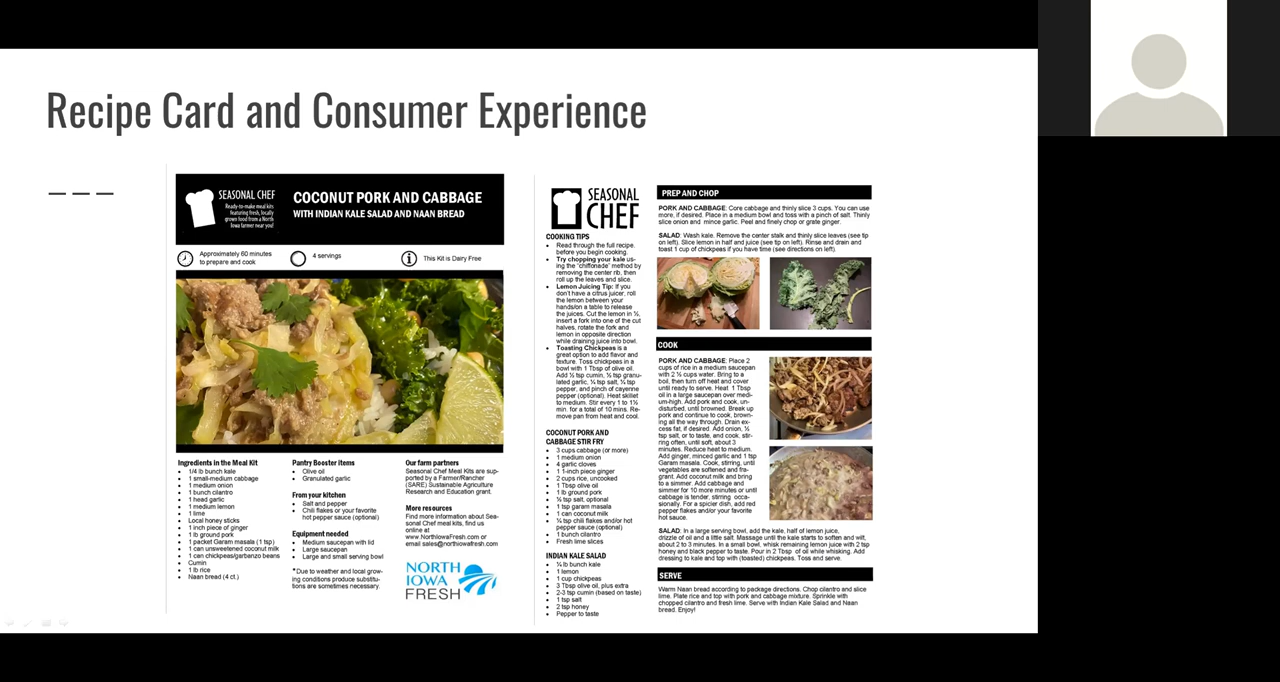 Recipe Card and Consumer Experience
SEASONAL CHEF
Ready-to-make meal kits
featuring fresh, locally
grown food from a North
Iowa farmer near you!
COCONUT PORK AND CABBAGE
WITH INDIAN KALE SALAD AND NAAN BREAD
Approximately 60 minutes
to prepare and cook
4 servings
This Kit is Dairy Free
Ingredients in the Meal Kit
• 1/4 lb bunch kale
• 1 small-medium cabbage
• 1 medium onion
• 1 bunch cilantro
• 1 head garlic
• 1 medium lemon
• 1 lime
• Local honey sticks
• 1 inch piece of ginger
• 1 lb ground pork
• 1 packet Garam masala (1 tsp)
• 1 can unsweetened coconut milk
• 1 can chickpeas/garbanzo beans
• Cumin
• 1 lb rice
• Naan bread (4 ct.)
Pantry Booster items
• Olive oil
• Granulated garlic
From your kitchen
• Salt and pepper
• Chili flakes or your favorite
hot pepper sauce (optional)
Equipment needed
• Medium saucepan with lid
• Large saucepan
• Large and small serving bowl
*Due to weather and local grow-
ing conditions produce substitu-
tions are sometimes necessary.
Our farm partners
Seasonal Chef Meal Kits are sup-
ported by a Farmer/Rancher
(SARE) Sustainable Agriculture
Research and Education grant.
More resources
Find more information about Sea-
sonal Chef meal kits, find us
online at
www.NorthIowaFresh.com or
email sales@northiowafresh.com
NORTH
IOWA
FRESH
SEASONAL
CHEF
COOKING TIPS
• Read through the full recipe.
before you begin cooking.
• Try chopping your kale us-
ing the "chiffonade" method by
removing the center rib, then
roll up the leaves and slice.
• Lemon Juicing Tip: If you
don't have a citrus juicer, roll
the lemon between your
hands/on a table to release
the juices. Cut the lemon in ½,
insert a fork into one of the cut
halves, rotate the fork and
lemon in opposite direction
while draining juice into bowl.
• Toasting Chickpeas is a
great option to add flavor and
texture. Toss chickpeas in a
bowl with 1 Tbsp of olive oil.
Add ½ tsp cumin, ½ tsp granu-
lated garlic, ¼ tsp salt, ¼ tsp
pepper, and pinch of cayenne
pepper (optional). Heat skillet
to medium. Stir every 1 to 1½
min. for a total of 10 mins. Re-
move pan from heat and cool.
COCONUT PORK AND
CABBAGE STIR FRY
• 3 cups cabbage (or more)
• 1 medium onion
• 4 garlic cloves
• 1 1-inch piece ginger
• 2 cups rice, uncooked
• 1 Tbsp olive oil
• 1 lb ground pork
• ½ tsp salt, optional
• 1 tsp garam masala
• 1 can coconut milk
• ¼ tsp chili flakes and/or hot
pepper sauce (optional)
• 1 bunch cilantro
• Fresh lime slices
INDIAN KALE SALAD
• ¼ lb bunch kale
• 1 lemon
• 1 cup chickpeas
• 3 Tbsp olive oil, plus extra
• 2-3 tsp cumin (based on taste)
• 1 tsp salt
• 2 tsp honey
• Pepper to taste
PREP AND CHOP
PORK AND CABBAGE: Core cabbage and thinly slice 3 cups. You can use
more, if desired. Place in a medium bowl and toss with a pinch of salt. Thinly
slice onion and mince garlic. Peel and finely chop or grate ginger.
SALAD: Wash kale. Remove the center stalk and thinly slice leaves (see tip
on left). Slice lemon in half and juice (see tip on left). Rinse and drain and
toast 1 cup of chickpeas if you have time (see directions on left).
COOK
PORK AND CABBAGE: Place 2
cups of rice in a medium saucepan
with 2 ½ cups water. Bring to a
boil, then turn off heat and cover
until ready to serve. Heat 1 Tbsp
oil in a large saucepan over medi-
um-high. Add pork and cook, un-
disturbed, until browned. Break up
pork and continue to cook, brown-
ing all the way through. Drain ex-
cess fat, if desired. Add onion, ½
tsp salt, or to taste, and cook, stir-
ring often, until soft, about 3
minutes. Reduce heat to medium.
Add ginger, minced garlic and 1 tsp
Garam masala. Cook, stirring, until
vegetables are softened and fra-
grant. Add coconut milk and bring
to a simmer. Add cabbage and
simmer for 10 more minutes or until
cabbage is tender, stirring occa-
sionally. For a spicier dish, add red
pepper flakes and/or your favorite
hot sauce.
SALAD: In a large serving bowl, add the kale, half of lemon juice,
drizzle of oil and a little salt. Massage until the kale starts to soften and wilt,
about 2 to 3 minutes. In a small bowl, whisk remaining lemon juice with 2 tsp
honey and black pepper to taste. Pour in 2 Tbsp of oil while whisking. Add
dressing to kale and top with (toasted) chickpeas. Toss and serve.
SERVE
Warm Naan bread according to package directions. Chop cilantro and slice
lime. Plate rice and top with pork and cabbage mixture. Sprinkle with
chopped cilantro and fresh lime. Serve with Indian Kale Salad and Naan
bread. Enjoy!